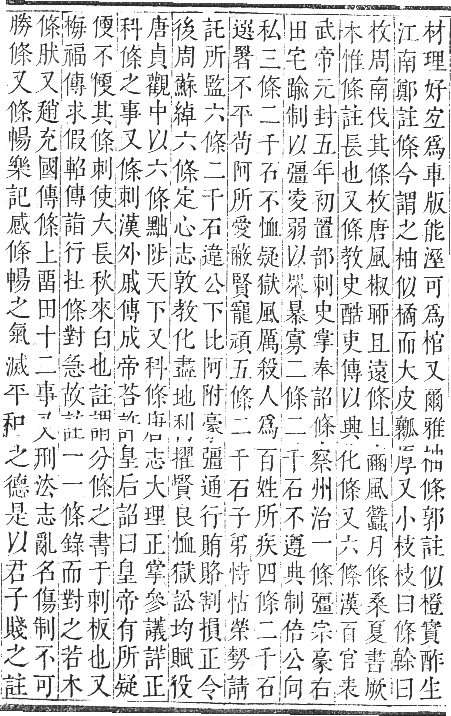 材理好宐爲車版能溼可爲棺又爾雅柚條郭註似橙實酢生
江南鄭註條今謂之柚似橘而大皮瓤厚又小枝枝曰條榦曰
枚周南伐其條枚唐風椒聊且遠條且豳風蠶月條桑夏書厥
木惟條註長也又條教史酷吏傳以興化條又六條漢百官表
武帝元封五年初置部刺史掌奉詔條察州治一條彊宗豪右
田宅踰制以彊凌弱以眾暴寡二條二千石不遵典制倍公向
私三條二千石不恤疑獄風厲殺人爲百姓所疾四條二千石
選署不平尚阿所愛蔽賢寵頑五條二千石子弟恃怙榮勢請
託所監六條二千石違公下比阿附豪彊通行賄賂割損正令
後周蘇綽六條定心志敦教化盡地利擢賢良恤獄訟均賦役
唐貞觀中以六條黜陟天下又科條唐志大理正掌參議詳正
科條之事又條刺漢外戚傳成帝荅許皇后詔曰皇帝有所疑
便不便其條刺使大長秋來白也註謂分條之書于刺板也又
梅福傳求假軺傳詣行在條對急故註一一條錄而對之若木
條狀又趙充國傳條上畱田十二事又刑法志亂名傷制不可
勝條又條暢樂記感條暢之氣滅平和之德是以君子賤之註